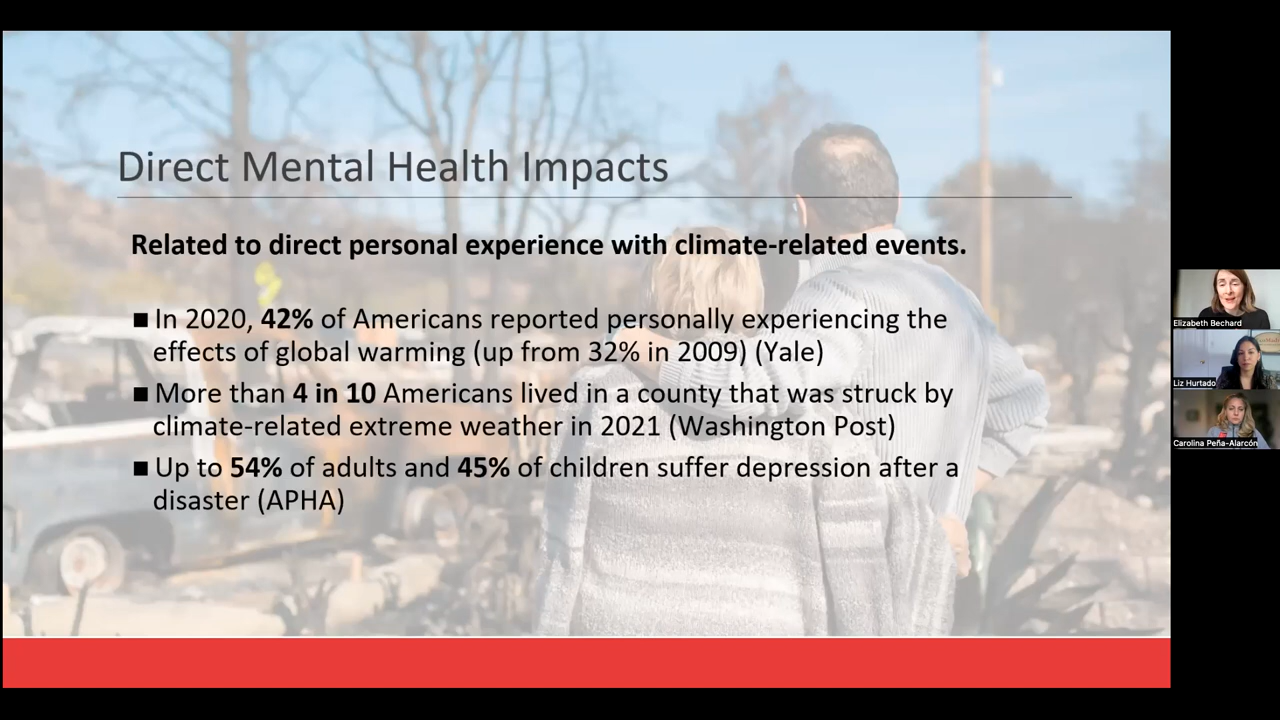 Direct Mental Health Impacts
Related to direct personal experience with climate-related events.
■ In 2020, 42% of Americans reported personally experiencing the
effects of global warming (up from 32% in 2009) (Yale)
■ More than 4 in 10 Americans lived in a county that was struck by
climate-related extreme weather in 2021 (Washington Post)
■ Up to 54% of adults and 45% of children suffer depression after a
disaster (APHA)
Elizabeth Bechard
Liz Hurtado
Carolina Peña-Alarcón